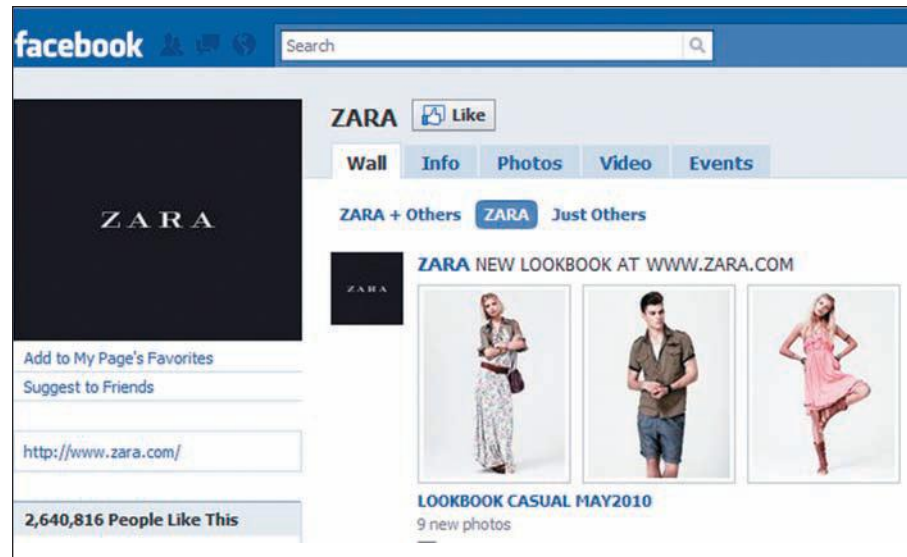 facebook
Search
ZARA
Add to My Page's Favorites
Suggest to Friends
http://www.zara.com/
2,640,816 People Like This
ZARA Like
Wall Info Photos Video Events
ZARA + Others ZARA Just Others
ZARA
ZARA NEW LOOKBOOK AT WWW.ZARA.COM
LOOKBOOK CASUAL MAY2010
9 new photos